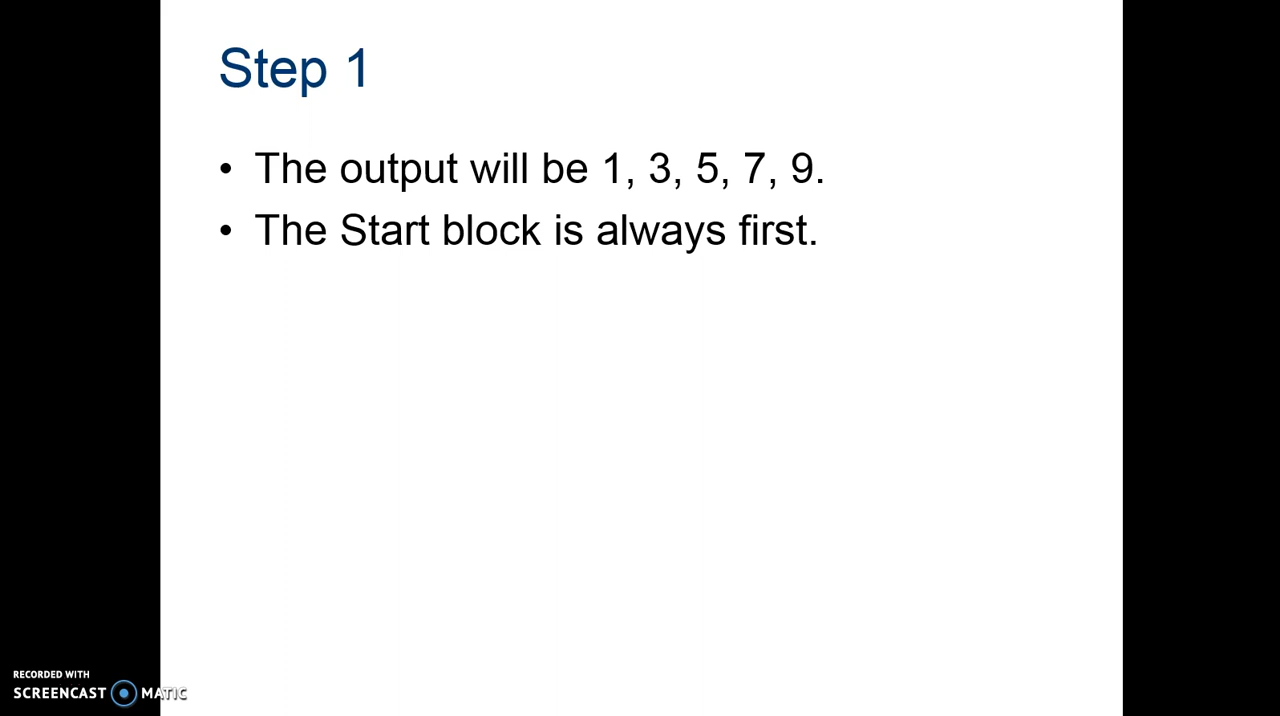 Step 1
• The output will be 1, 3, 5, 7, 9.
• The Start block is always first.
RECORDED WITH
SCREENCAST MATIC